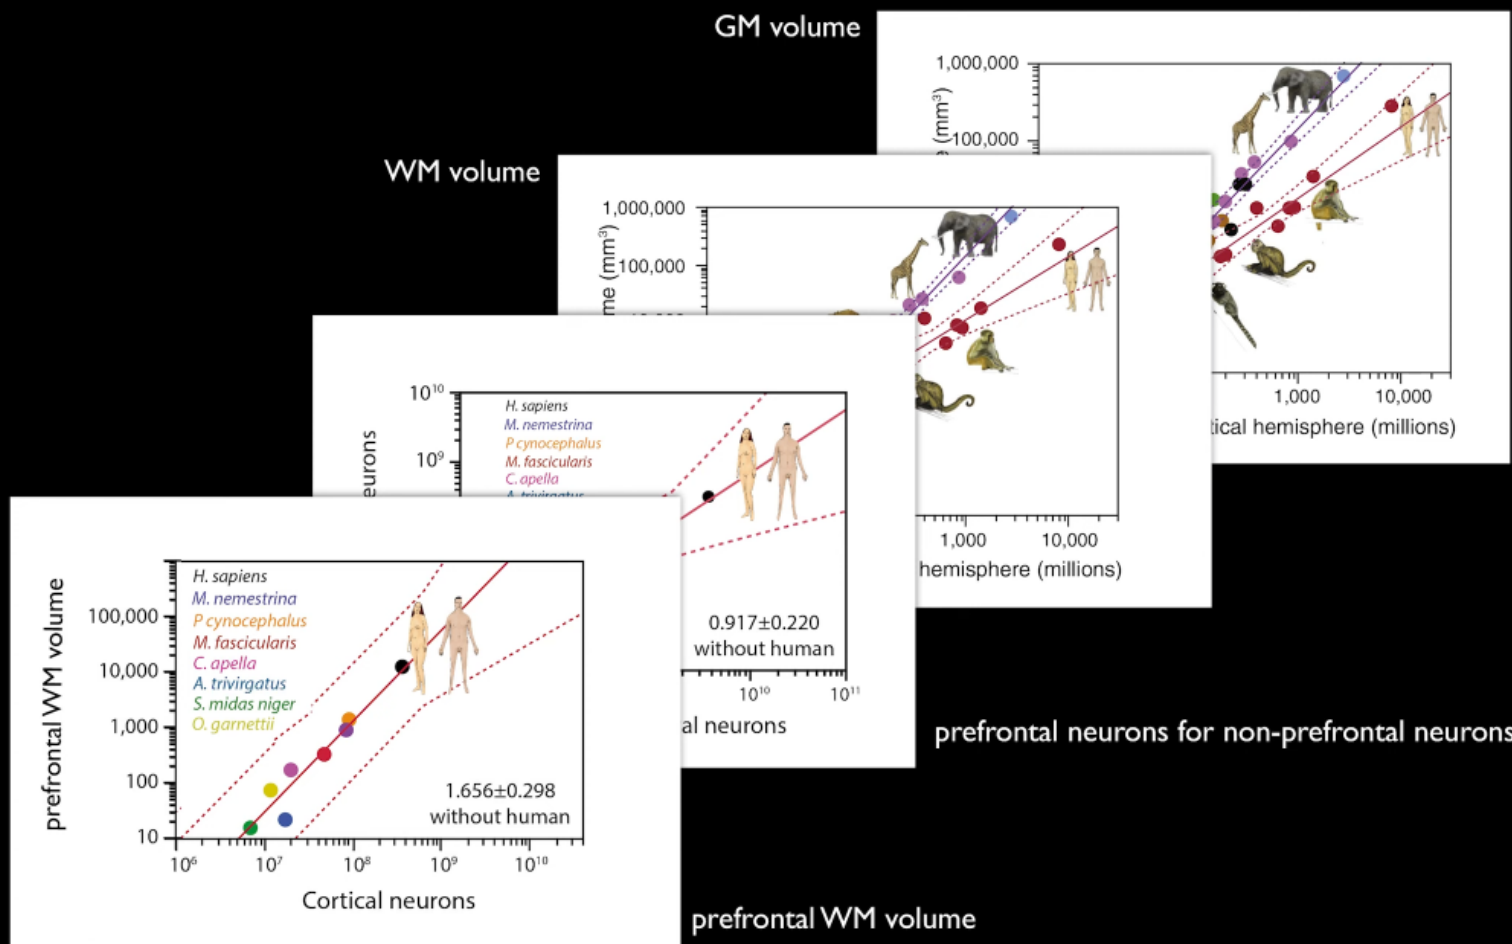 GM volume
1,000,000
100,000
(mm³)
1,000
10,000
hemisphere (millions)
WM volume
1,000,000
100,000
(mm³)
1,000
10,000
hemisphere (millions)
10¹⁰
10⁹
H. sapiens
M. nemestrina
P cynocephalus
M. fascicularis
C. apella
A. trivirgatus
0.917±0.220
without human
10¹⁰
10¹¹
neurons
prefrontal neurons for non-prefrontal neurons
prefrontal WM volume
100,000
10,000
1,000
100
10
H. sapiens
M. nemestrina
P cynocephalus
M. fascicularis
C. apella
A. trivirgatus
S. midas niger
O. garnettii
1.656±0.298
without human
10⁶
10⁷
10⁸
10⁹
10¹⁰
Cortical neurons
prefrontal WM volume